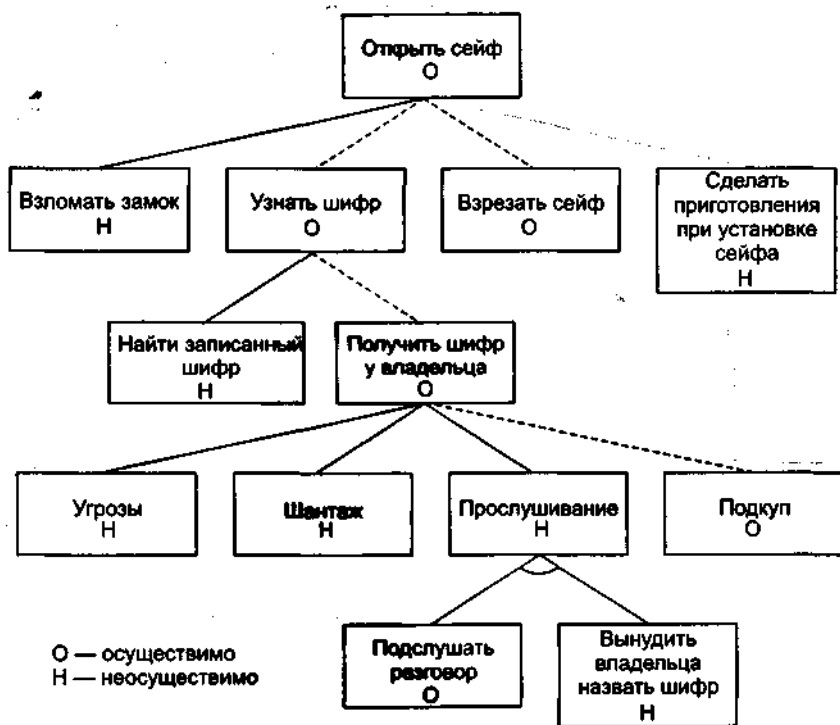 Открыть сейф
О
Взломать замок
Н
Узнать шифр
О
Взрезать сейф
О
Сделать
приготовления
при установке
сейфа
Н
Найти записанный
шифр
Н
Получить шифр
у владельца
О
Угрозы
Н
Шантаж
Н
Прослушивание
Н
Подкуп
О
Подслушать
разговор
О
Вынудить
владельца
назвать шифр
Н
О — осуществимо
Н — неосуществимо